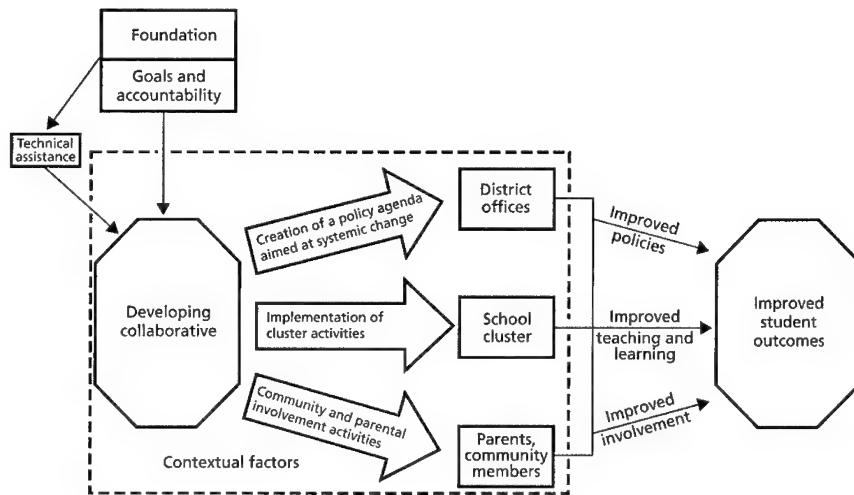 Foundation
Goals and
accountability
Technical
assistance
Developing
collaborative
Creation of a policy agenda
aimed at systemic change
Implementation of
cluster activities
Community and parental
involvement activities
Contextual factors
District
offices
School
cluster
Parents,
community
members
Improved
policies
Improved
teaching and
learning
Improved
involvement
Improved
student
outcomes